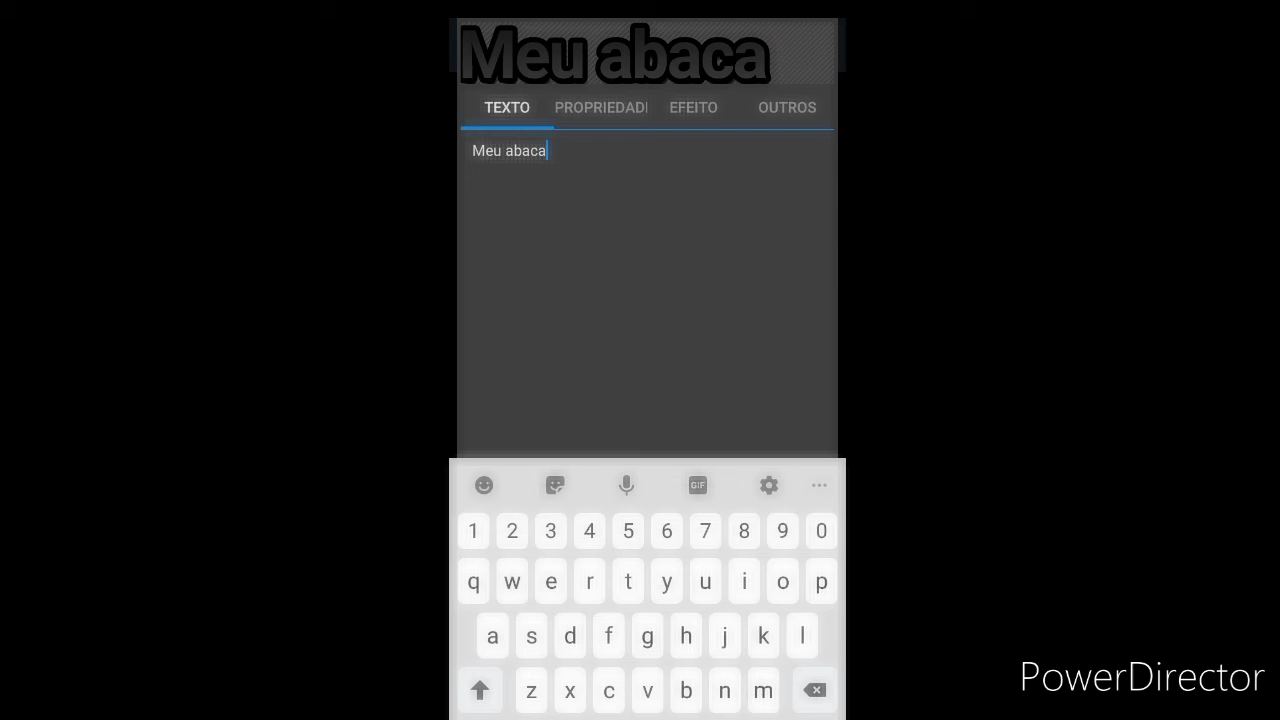 Meu abaca
TEXTO PROPRIEDADI EFEITO OUTROS
Meu abaca
GIF
1 2 3 4 5 6 7 8 9 0
q w e r t y u i o p
a s d f g h j k l
z x c v b n m
PowerDirector